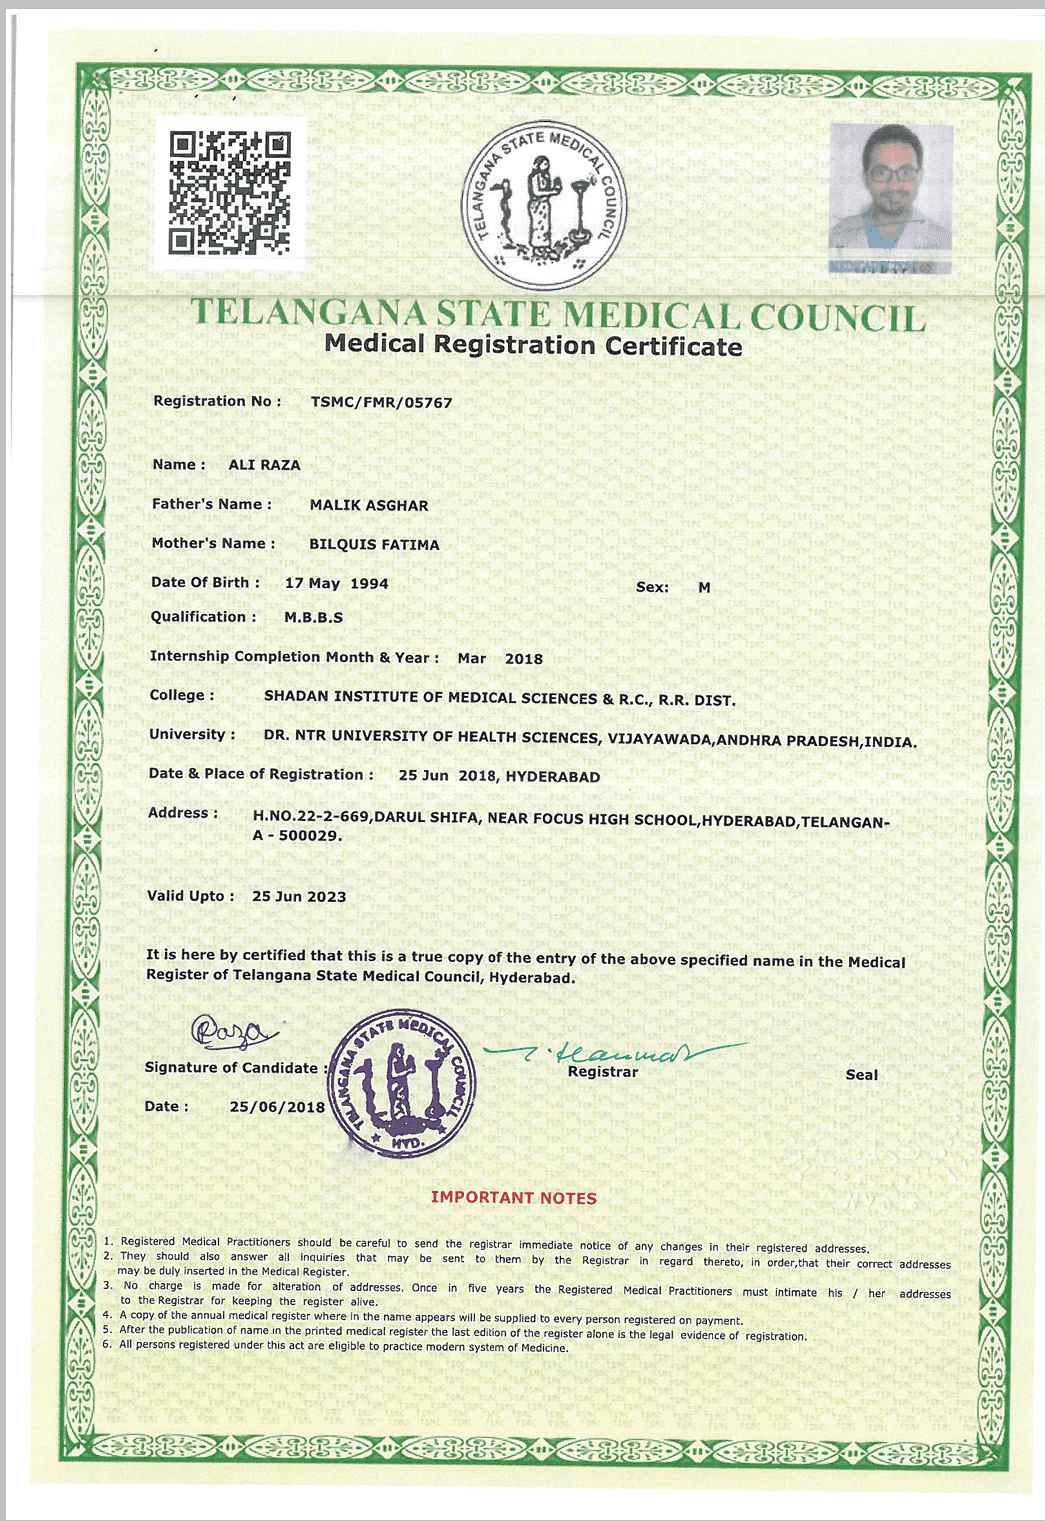 TELANGANA STATE MEDICAL COUNCIL
TELANGANA STATE MEDICAL COUNCIL
Medical Registration Certificate
Registration No : TSMC/FMR/05767
Name : ALI RAZA
Father's Name : MALIK ASGHAR
Mother's Name : BILQUIS FATIMA
Date Of Birth : 17 May 1994 Sex: M
Qualification : M.B.B.S
Internship Completion Month & Year : Mar 2018
College : SHADAN INSTITUTE OF MEDICAL SCIENCES & R.C., R.R. DIST.
University : DR. NTR UNIVERSITY OF HEALTH SCIENCES, VIJAYAWADA,ANDHRA PRADESH,INDIA.
Date & Place of Registration : 25 Jun 2018, HYDERABAD
Address : H.NO.22-2-669,DARUL SHIFA, NEAR FOCUS HIGH SCHOOL,HYDERABAD,TELANGAN-
A - 500029.
Valid Upto : 25 Jun 2023
It is here by certified that this is a true copy of the entry of the above specified name in the Medical
Register of Telangana State Medical Council, Hyderabad.
Raza
TELANGANA STATE MEDICAL COUNCIL
HYD.
Signature of Candidate : Registrar Seal
Date : 25/06/2018
IMPORTANT NOTES
1. Registered Medical Practitioners should be careful to send the registrar immediate notice of any changes in their registered addresses.
2. They should also answer all inquiries that may be sent to them by the Registrar in regard thereto, in order,that their correct addresses
may be duly inserted in the Medical Register.
3. No charge is made for alteration of addresses. Once in five years the Registered Medical Practitioners must intimate his / her addresses
to the Registrar for keeping the register alive.
4. A copy of the annual medical register where in the name appears will be supplied to every person registered on payment.
5. After the publication of name in the printed medical register the last edition of the register alone is the legal evidence of registration.
6. All persons registered under this act are eligible to practice modern system of Medicine.